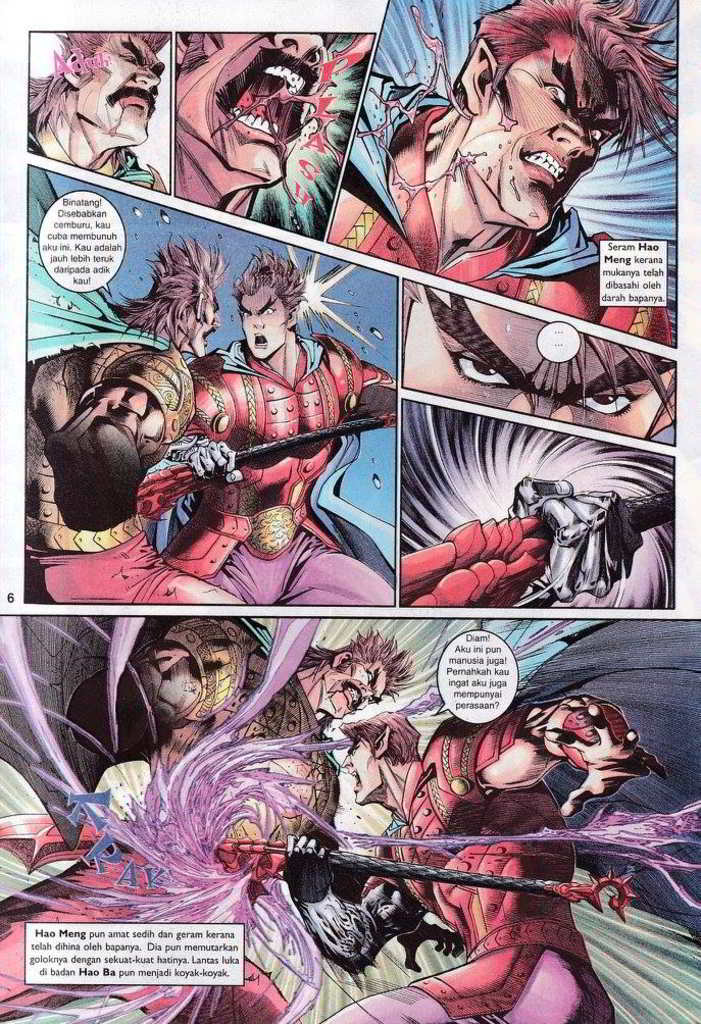 Aarrh
PLASH
Seram Hao
Meng kerana
mukanya telah
dibasahi oleh
darah bapanya.
Binatang!
Disebabkan
cemburu, kau
cuba membunuh
aku ini. Kau adalah
jauh lebih teruk
daripada adik
kau!
...
...
6
Diam!
Aku ini pun
manusia juga!
Pernahkah kau
ingat aku juga
mempunyai
perasaan?
KRAK
Hao Meng pun amat sedih dan geram kerana
telah dihina oleh bapanya. Dia pun memutarkan
goloknya dengan sekuat-kuat hatinya. Lantas luka
di badan Hao Ba pun menjadi koyak-koyak.